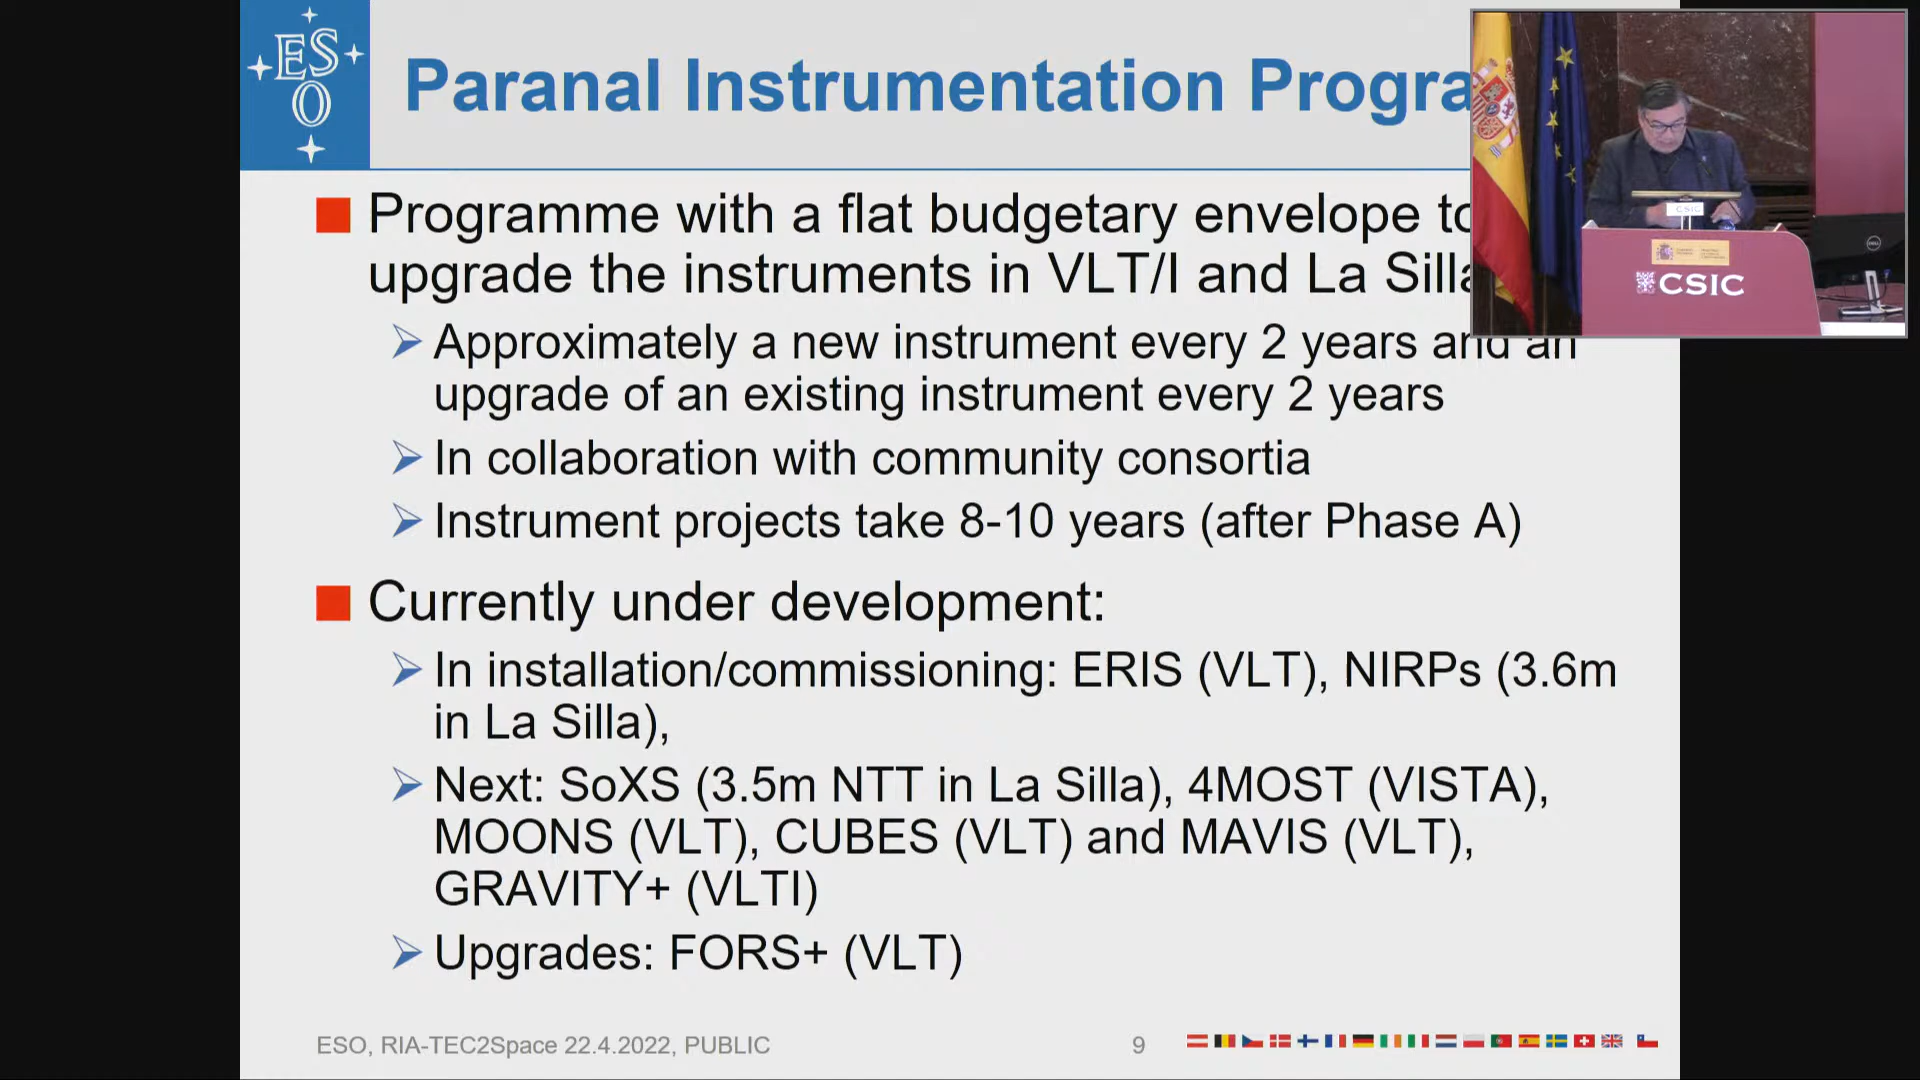 ESO
Paranal Instrumentation Progra
Programme with a flat budgetary envelope to
upgrade the instruments in VLT/I and La Silla
Approximately a new instrument every 2 years and an
upgrade of an existing instrument every 2 years
In collaboration with community consortia
Instrument projects take 8-10 years (after Phase A)
Currently under development:
In installation/commissioning: ERIS (VLT), NIRPs (3.6m
in La Silla),
Next: SoXS (3.5m NTT in La Silla), 4MOST (VISTA),
MOONS (VLT), CUBES (VLT) and MAVIS (VLT),
GRAVITY+ (VLTI)
Upgrades: FORS+ (VLT)
ESO, RIA-TEC2Space 22.4.2022, PUBLIC
9
CSIC
CSIC
DELL